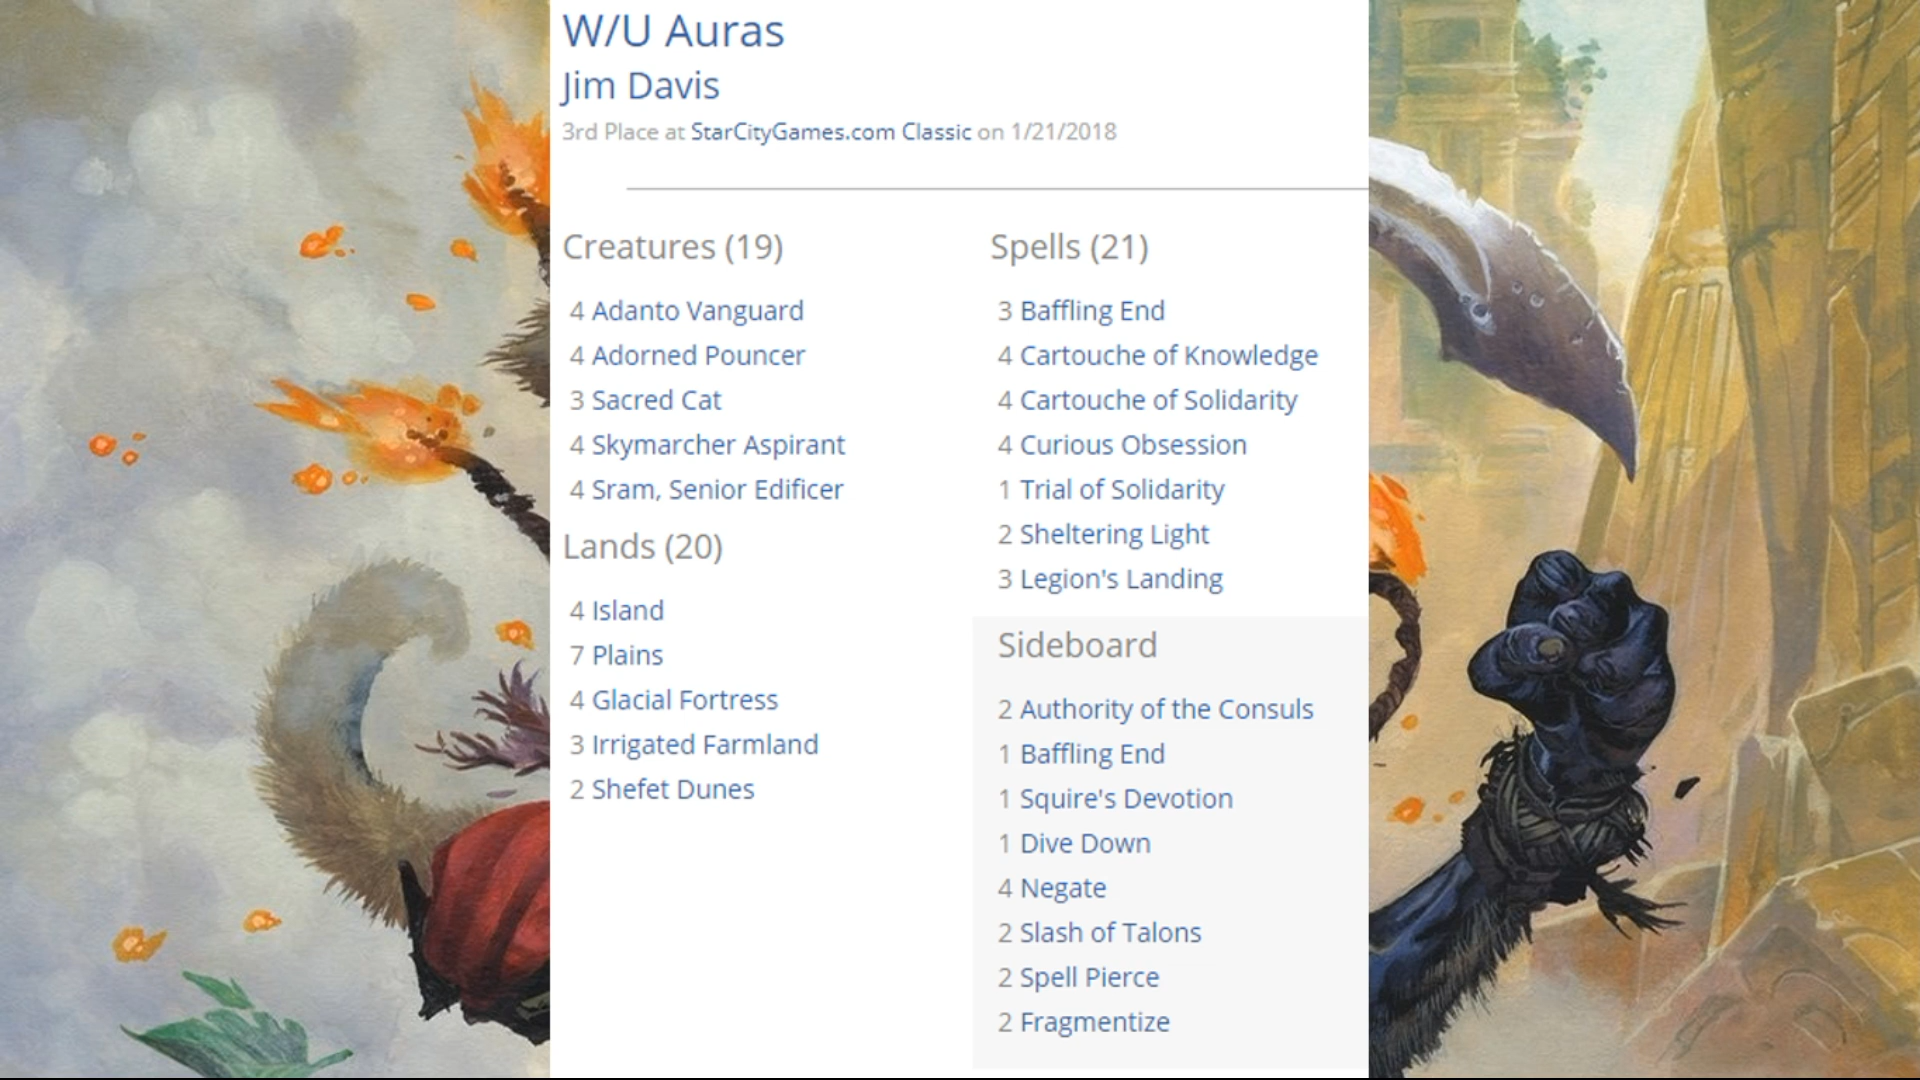 W/U Auras
Jim Davis
3rd Place at StarCityGames.com Classic on 1/21/2018
Creatures (19)
4 Adanto Vanguard
4 Adorned Pouncer
3 Sacred Cat
4 Skymarcher Aspirant
4 Sram, Senior Edificer
Lands (20)
4 Island
7 Plains
4 Glacial Fortress
3 Irrigated Farmland
2 Shefet Dunes
Spells (21)
3 Baffling End
4 Cartouche of Knowledge
4 Cartouche of Solidarity
4 Curious Obsession
1 Trial of Solidarity
2 Sheltering Light
3 Legion's Landing
Sideboard
2 Authority of the Consuls
1 Baffling End
1 Squire's Devotion
1 Dive Down
4 Negate
2 Slash of Talons
2 Spell Pierce
2 Fragmentize